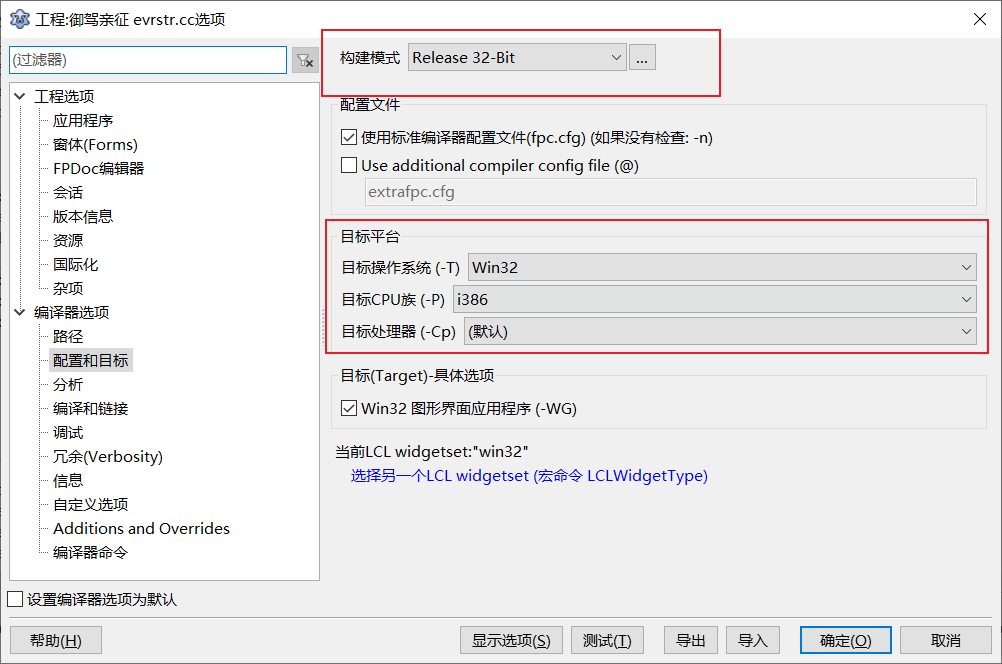 工程:御驾亲征 evrstr.cc选项
(过滤器)
工程选项
应用程序
窗体(Forms)
FPDoc编辑器
会话
版本信息
资源
国际化
杂项
编译器选项
路径
配置和目标
分析
编译和链接
调试
冗余(Verbosity)
信息
自定义选项
Additions and Overrides
编译器命令
构建模式 Release 32-Bit ...
配置文件
使用标准编译器配置文件(fpc.cfg) (如果没有检查: -n)
Use additional compiler config file (@)
extrafpc.cfg
目标平台
目标操作系统 (-T) Win32
目标CPU族 (-P) i386
目标处理器 (-Cp) (默认)
目标(Target)-具体选项
Win32 图形界面应用程序 (-WG)
当前LCL widgetset:"win32"
选择另一个LCL widgetset (宏命令 LCLWidgetType)
设置编译器选项为默认
帮助(H) 显示选项(S) 测试(T) 导出 导入 确定(O) 取消